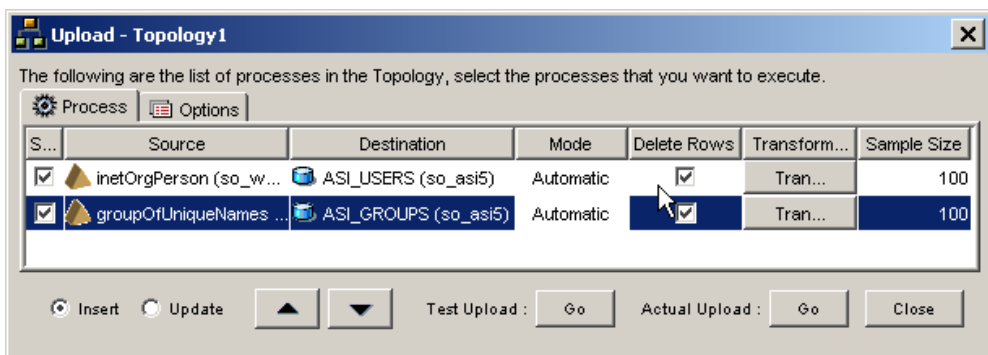 Upload - Topology1
The following are the list of processes in the Topology, select the processes that you want to execute.
Process Options
S... Source Destination Mode Delete Rows Transform... Sample Size
inetOrgPerson (so_w... ASI_USERS (so_asi5) Automatic Tran... 100
groupOfUniqueNames ... ASI_GROUPS (so_asi5) Automatic Tran... 100
Insert Update Test Upload : Go Actual Upload : Go Close